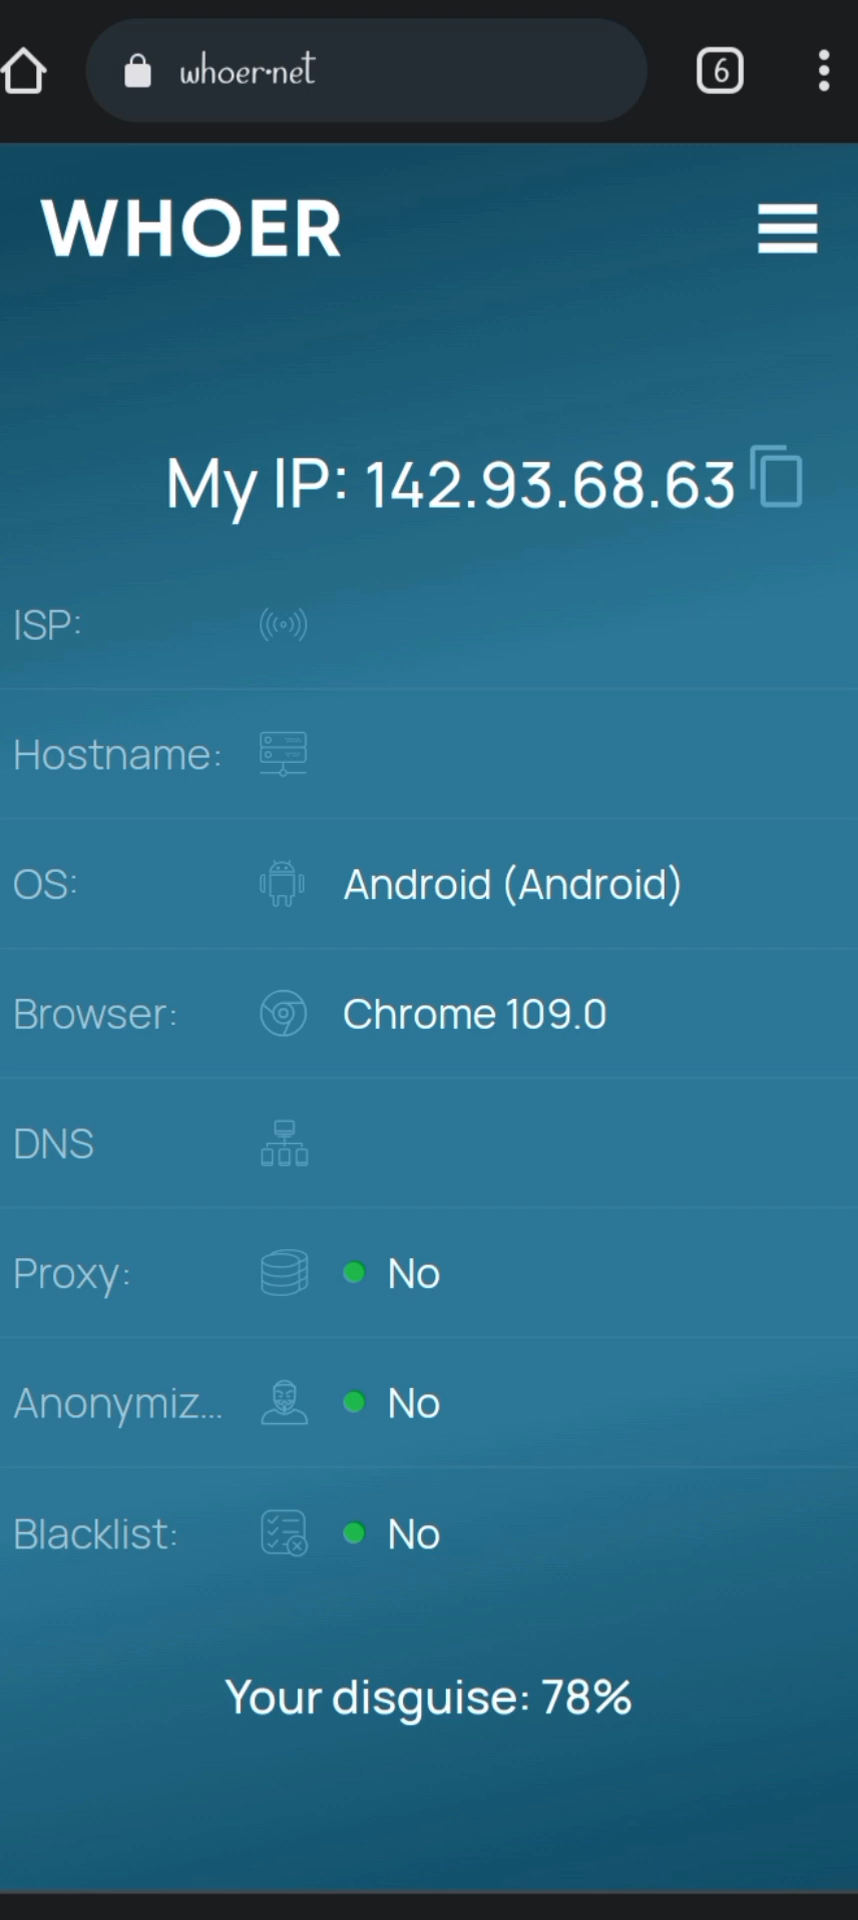 whoer.net
6
WHOER
My IP: 142.93.68.63
ISP:
Hostname:
OS: Android (Android)
Browser: Chrome 109.0
DNS
Proxy: No
Anonymiz... No
Blacklist: No
Your disguise: 78%